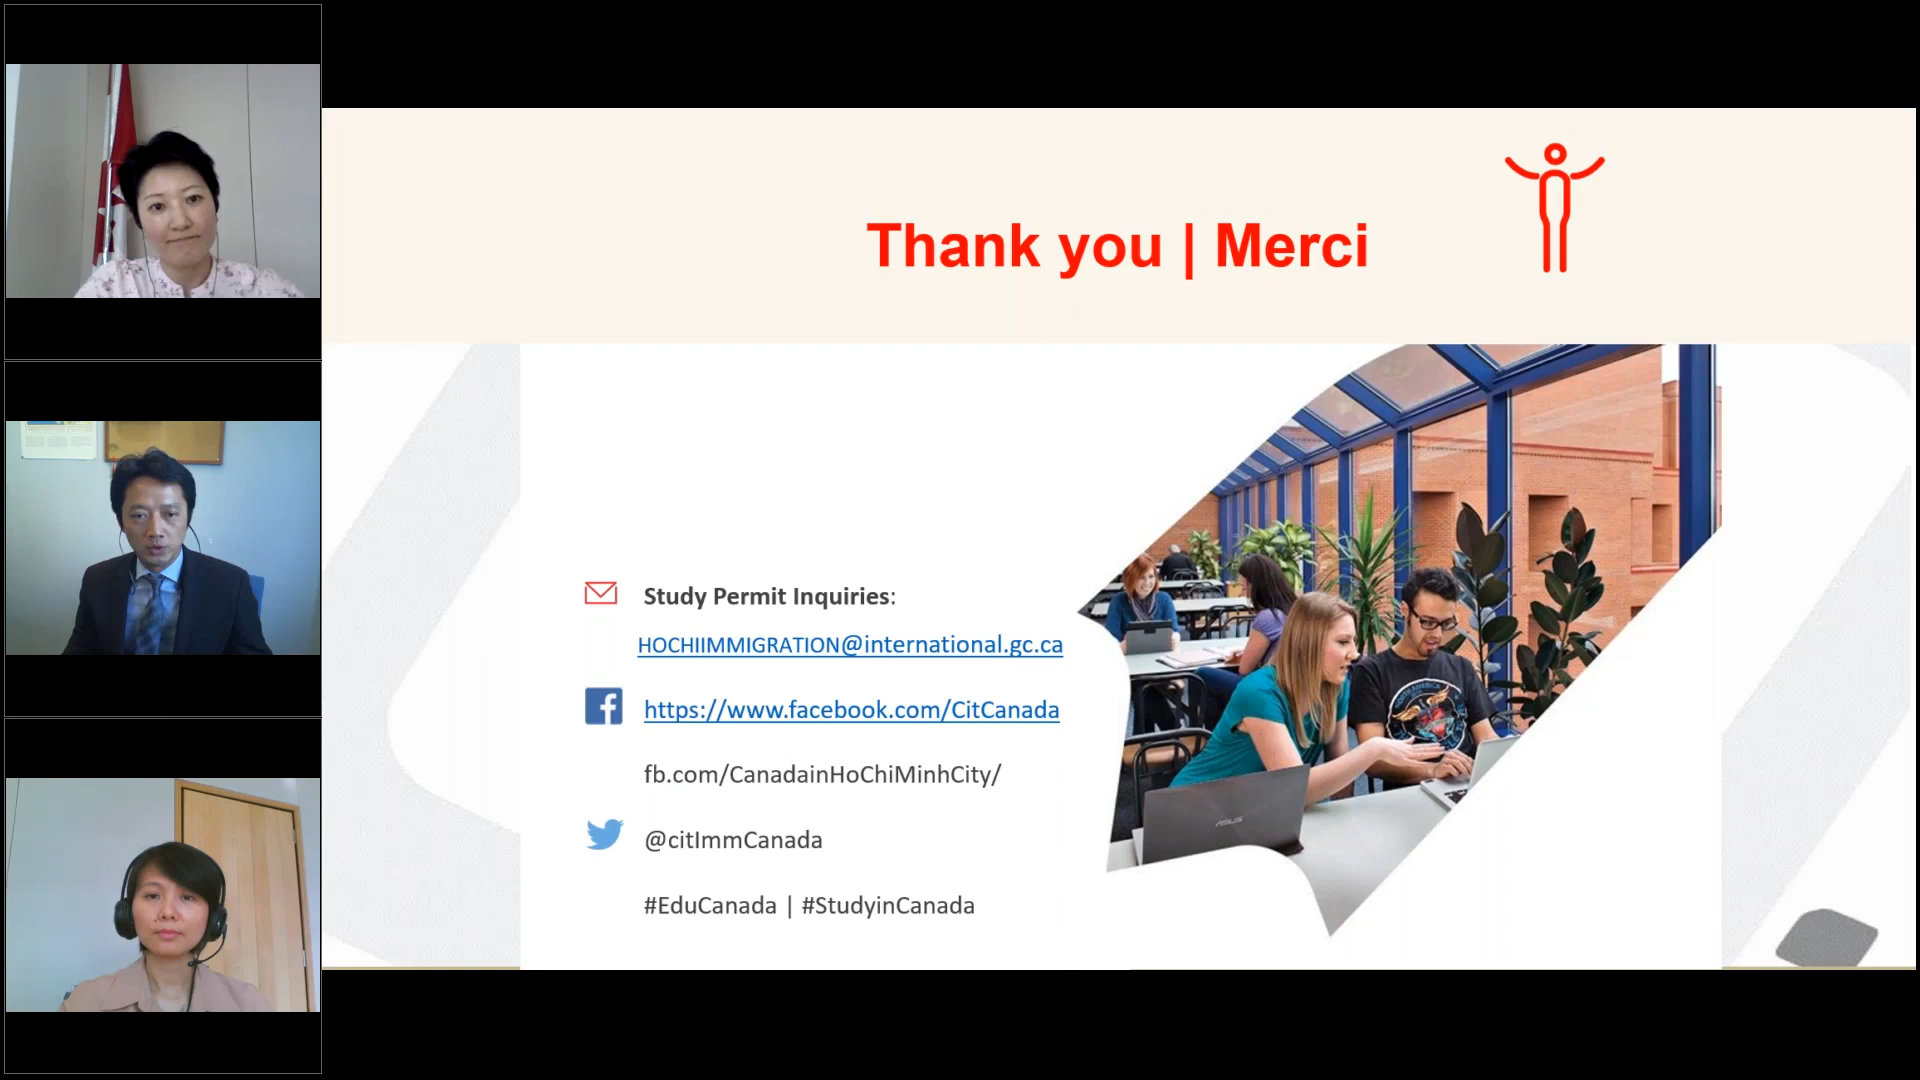 Thank you | Merci
Study Permit Inquiries:
HOCHIIMMIGRATION@international.gc.ca
https://www.facebook.com/CitCanada
fb.com/CanadainHoChiMinhCity/
@citImmCanada
#EduCanada | #StudyinCanada
ASUS